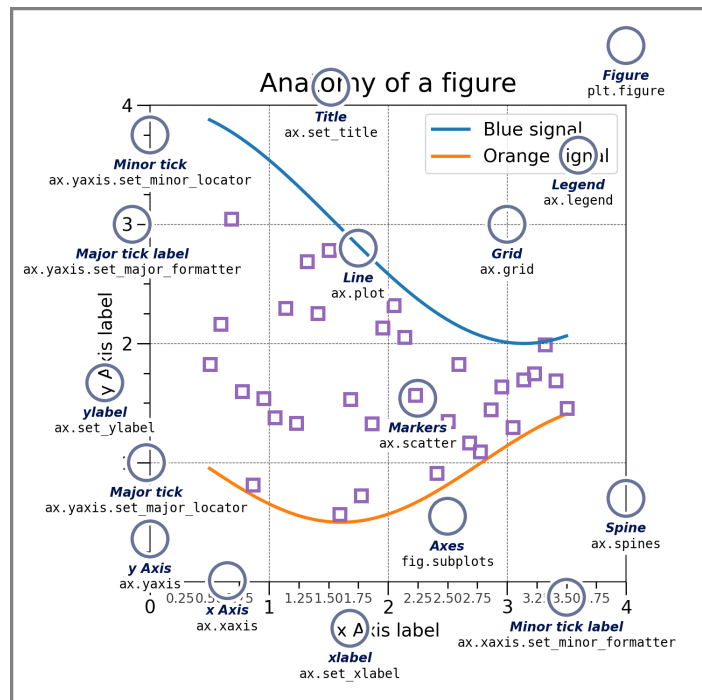 Figure
plt.figure
Anatomy of a figure
Title
ax.set_title
4
Blue signal
Orange signal
Legend
ax.legend
Minor tick
ax.yaxis.set_minor_locator
3
Major tick label
ax.yaxis.set_major_formatter
Grid
ax.grid
Line
ax.plot
2
y Axis label
ylabel
ax.set_ylabel
Markers
ax.scatter
Major tick
ax.yaxis.set_major_locator
Spine
ax.spines
Axes
fig.subplots
y Axis
ax.yaxis
x Axis
ax.xaxis
0 0.25 1 1.25 1.50 1.75 2 2.25 2.50 2.75 3 3.50 4
Minor tick label
ax.xaxis.set_minor_formatter
x Axis label
xlabel
ax.set_xlabel